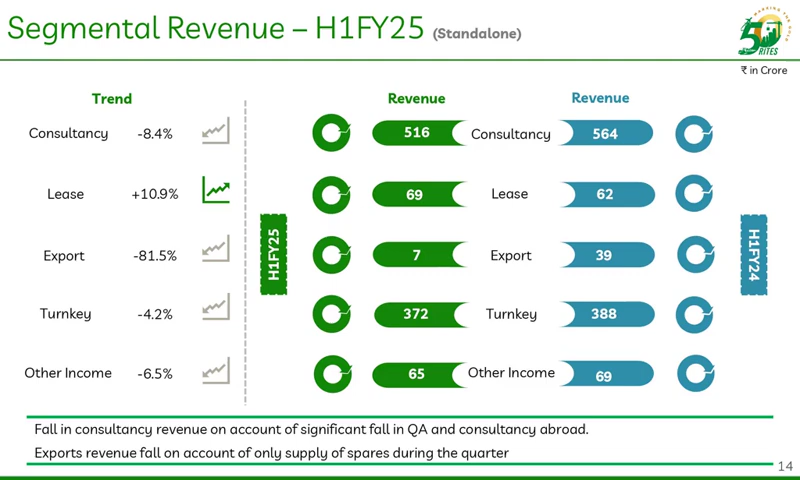 Segmental Revenue – H1FY25 (Standalone)
RITES
₹ in Crore
Trend
Revenue
Revenue
Consultancy -8.4% 516 Consultancy 564
Lease +10.9% 69 Lease 62
H1FY25
H1FY24
Export -81.5% 7 Export 39
Turnkey -4.2% 372 Turnkey 388
Other Income -6.5% 65 Other Income 69
Fall in consultancy revenue on account of significant fall in QA and consultancy abroad.
Exports revenue fall on account of only supply of spares during the quarter
14